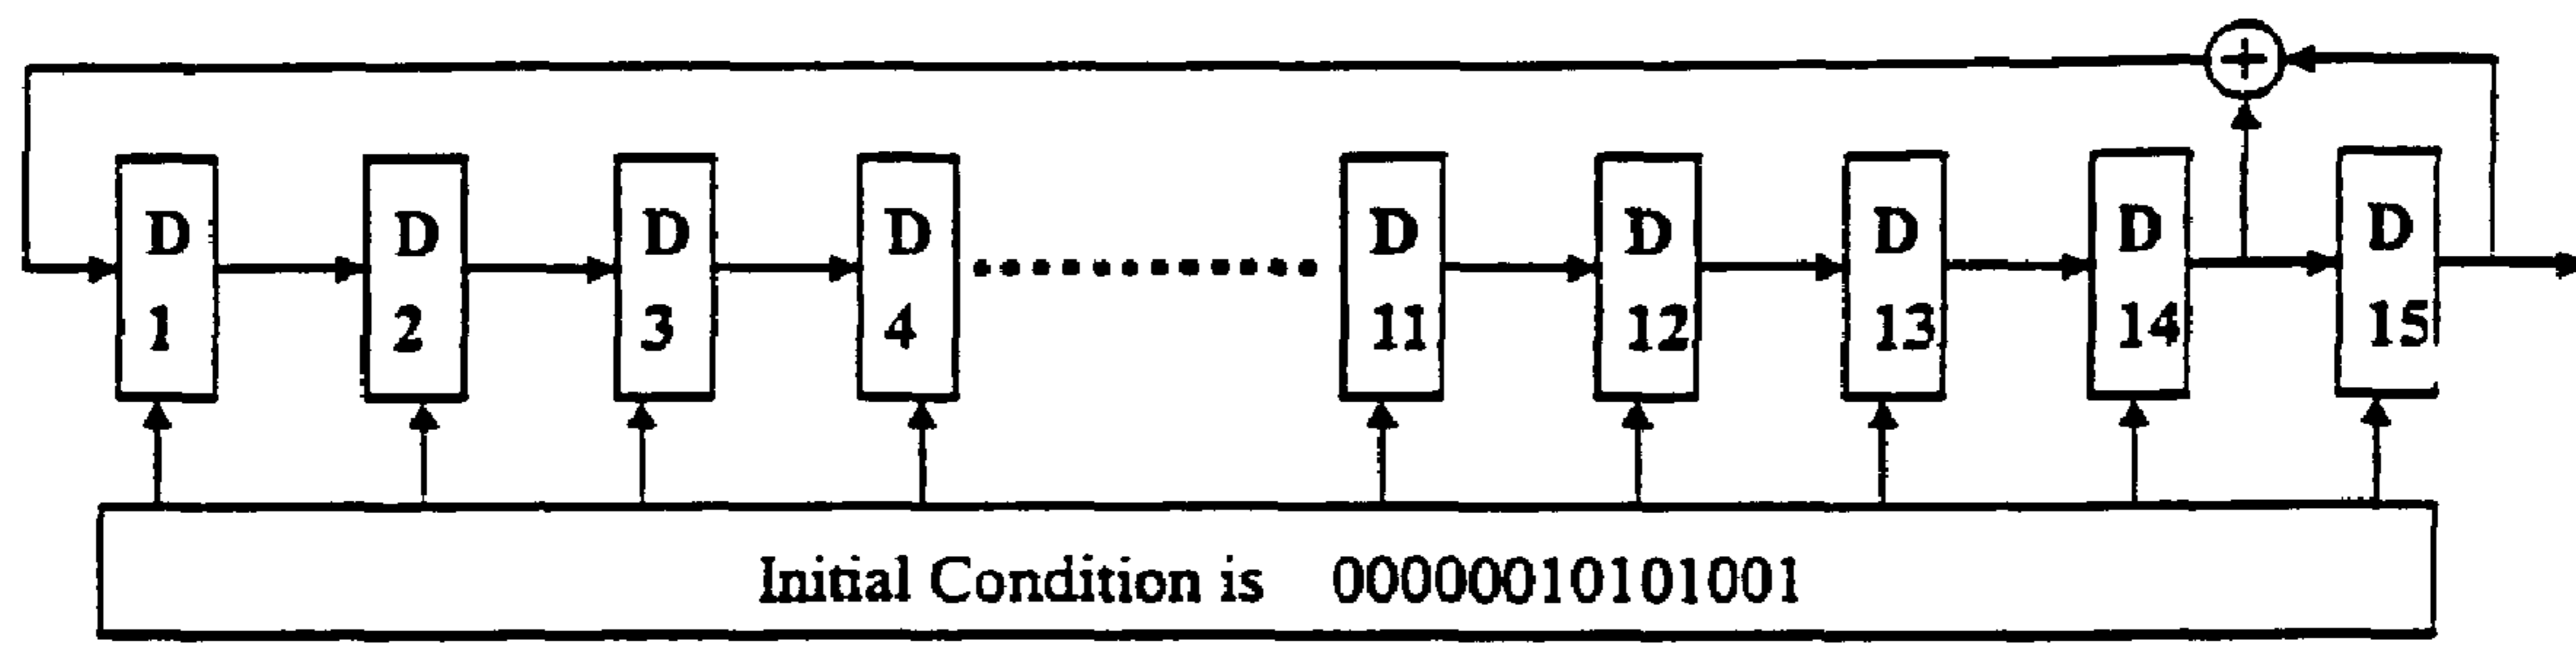 +
D D D D D D D D D
1 2 3 4 11 12 13 14 15
Initial Condition is 00000010101001